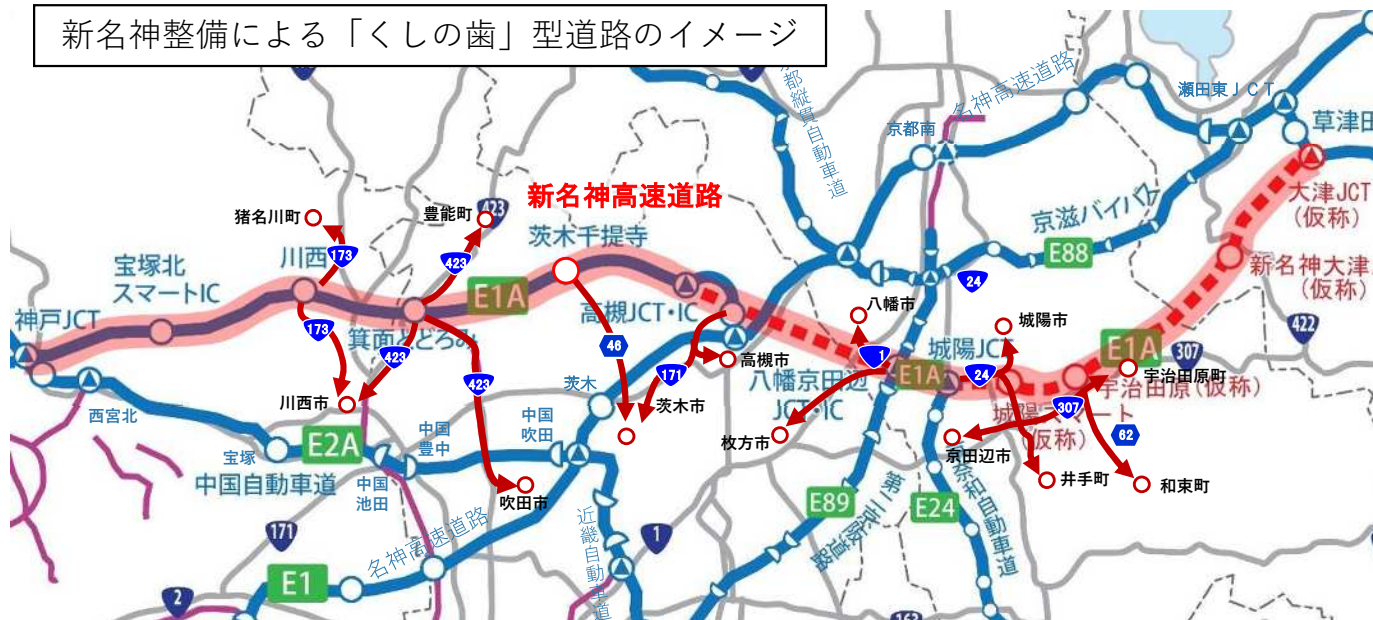 新名神整備による「くしの歯」型道路のイメージ
新名神高速道路
名神高速道路
瀬田東JCT
京都南
都縦貫自動車道
草津田
大津JCT
(仮称)
猪名川町
豊能町
423
茨木千提寺
京滋バイパス
E88
川西
173
423
宝塚北
スマートIC
E1A
新名神大津
(仮称)
24
神戸JCT
高槻JCT・IC
八幡市
城陽市
422
箕面とどろみ
173
423
46
1
城陽JCT
E1A
307
171
高槻市
E1A
24
宇治田原町
八幡京田辺
JCT・IC
宇治田原(仮称)
423
茨木
茨木市
307
城陽スマート
(仮称)
西宮北
川西市
62
枚方市
京田辺市
E2A
中国
豊中
中国
吹田
宝塚
中国自動車道
中国
池田
吹田市
井手町
和束町
E89
第二京阪道路
E24
京奈和自動車道
171
名神高速道路
近畿自動車道
1
E1
2
163